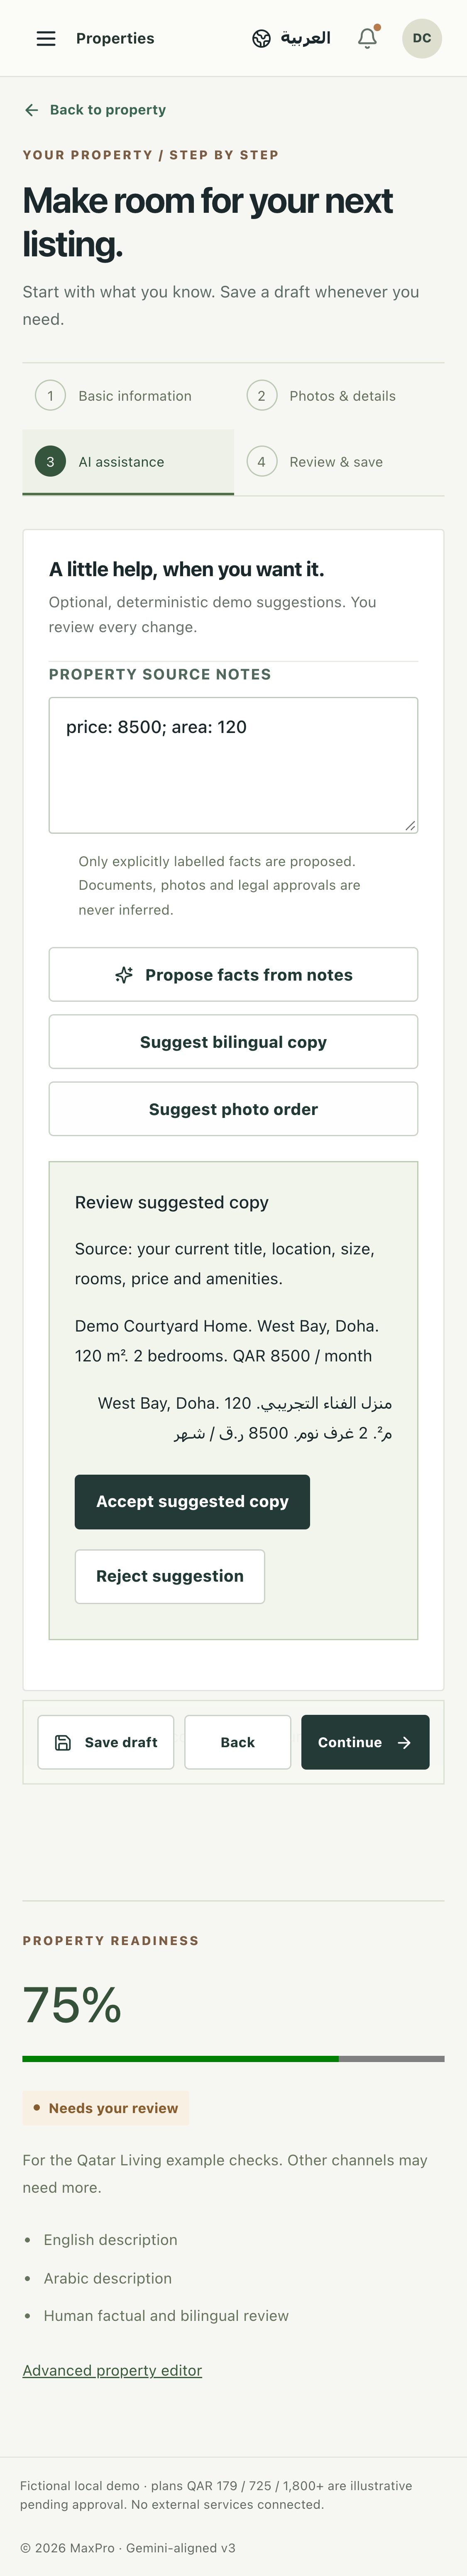 Properties
العربية
DC
Back to property
YOUR PROPERTY / STEP BY STEP
Make room for your next
listing.
Start with what you know. Save a draft whenever you
need.
1 Basic information
2 Photos & details
3 AI assistance
4 Review & save
A little help, when you want it.
Optional, deterministic demo suggestions. You
review every change.
PROPERTY SOURCE NOTES
price: 8500; area: 120
Only explicitly labelled facts are proposed.
Documents, photos and legal approvals are
never inferred.
Propose facts from notes
Suggest bilingual copy
Suggest photo order
Review suggested copy
Source: your current title, location, size,
rooms, price and amenities.
Demo Courtyard Home. West Bay, Doha.
120 m². 2 bedrooms. QAR 8500 / month
منزل الفناء التجريبي. West Bay, Doha. 120
م². 2 غرف نوم. 8500 ر.ق / شهر
Accept suggested copy
Reject suggestion
Save draft
Back
Continue
PROPERTY READINESS
75%
Needs your review
For the Qatar Living example checks. Other channels may
need more.
• English description
• Arabic description
• Human factual and bilingual review
Advanced property editor
Fictional local demo · plans QAR 179 / 725 / 1,800+ are illustrative
pending approval. No external services connected.
© 2026 MaxPro · Gemini-aligned v3